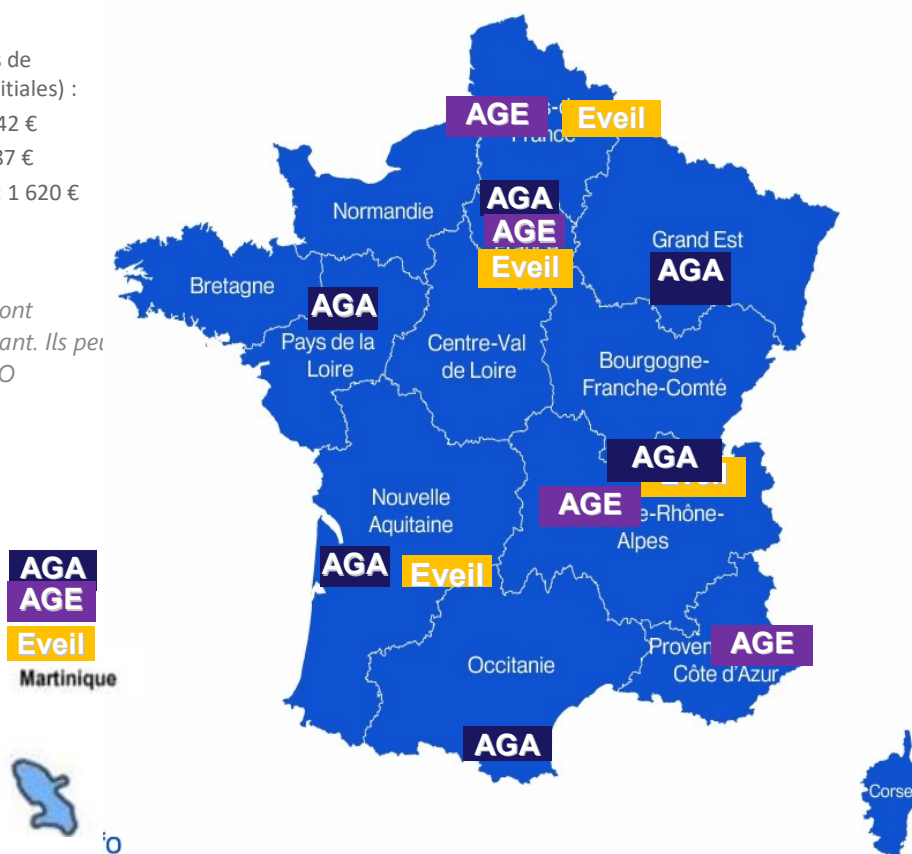 s de
itiales) :
42 €
37 €
: 1 620 €
ont
ant. Ils peu
O
AGE
Eveil
s-d
France
AGA
AGE
Eveil
Normandie
Grand Est
AGA
Bretagne
AGA
Pays de la
Loire
Centre-Val
de Loire
Bourgogne-
Franche-Comté
AGA
Eveil
AGE
e-Rhône-
Alpes
Nouvelle
Aquitaine
AGA
Eveil
AGA
AGE
Eveil
Martinique
Occitanie
Proven
AGE
Côte d'Azur
AGA
Corse
O